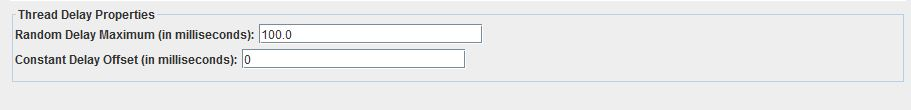 Thread Delay Properties
Random Delay Maximum (in milliseconds): 100.0
Constant Delay Offset (in milliseconds): 0